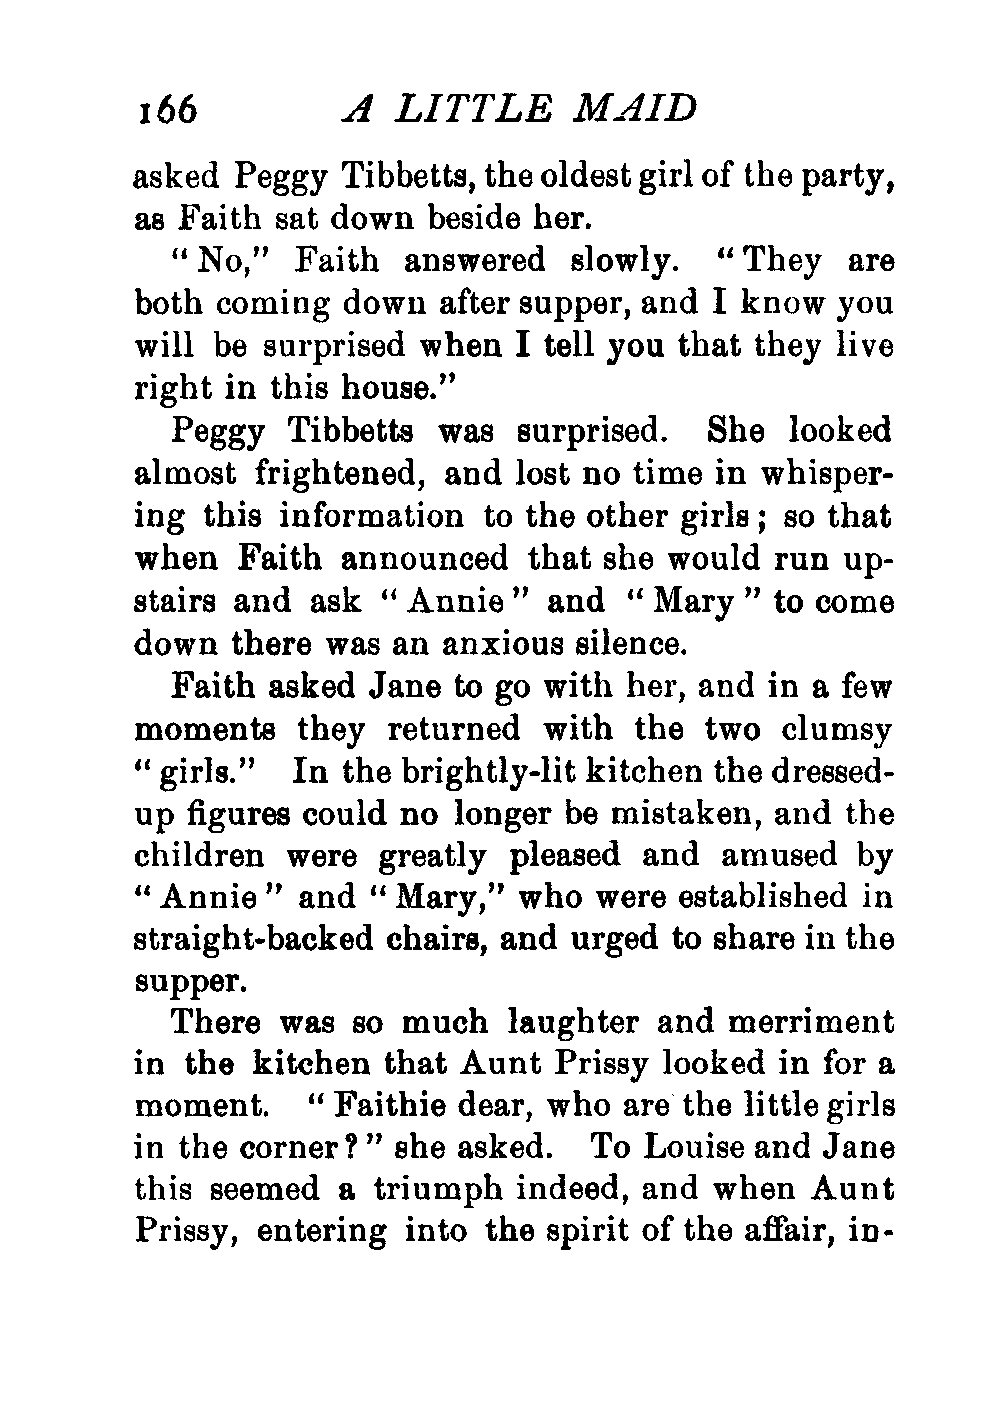 166 A LITTLE MAID
asked Peggy Tibbetts, the oldest girl of the party,
as Faith sat down beside her.
“No,” Faith answered slowly. “They are
both coming down after supper, and I know you
will be surprised when I tell you that they live
right in this house.”
Peggy Tibbetts was surprised. She looked
almost frightened, and lost no time in whisper-
ing this information to the other girls; so that
when Faith announced that she would run up-
stairs and ask “Annie” and “Mary” to come
down there was an anxious silence.
Faith asked Jane to go with her, and in a few
moments they returned with the two clumsy
“girls.” In the brightly-lit kitchen the dressed-
up figures could no longer be mistaken, and the
children were greatly pleased and amused by
“Annie” and “Mary,” who were established in
straight-backed chairs, and urged to share in the
supper.
There was so much laughter and merriment
in the kitchen that Aunt Prissy looked in for a
moment. “Faithie dear, who are the little girls
in the corner?” she asked. To Louise and Jane
this seemed a triumph indeed, and when Aunt
Prissy, entering into the spirit of the affair, in-